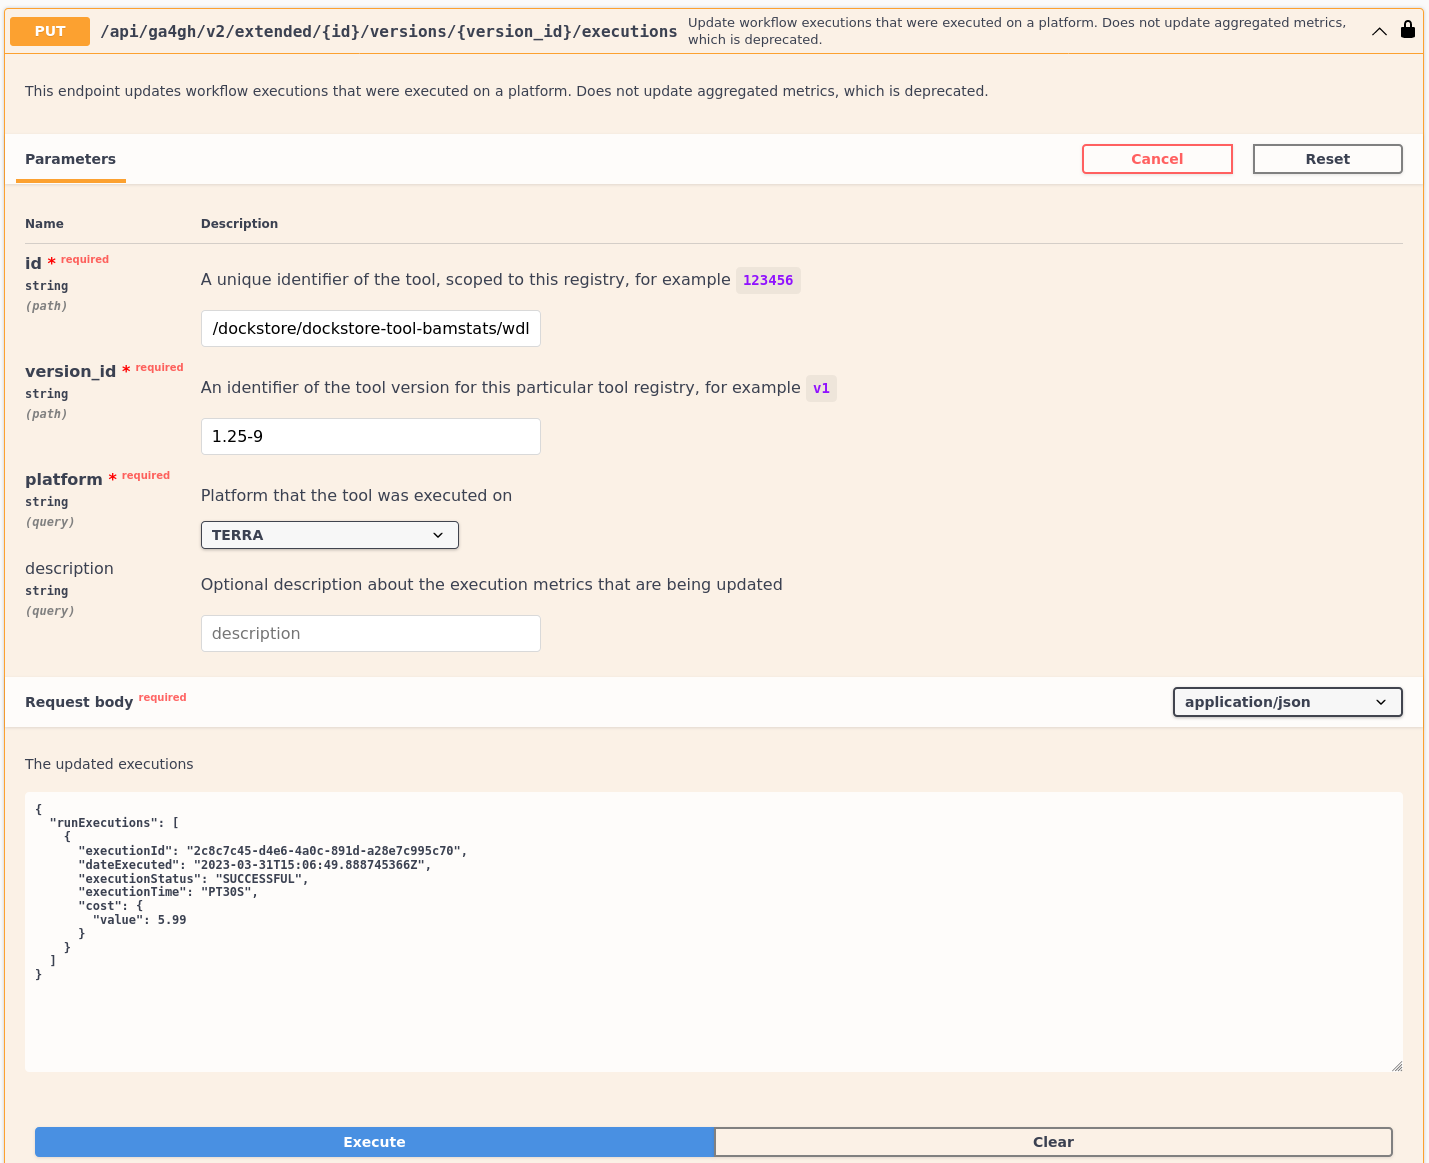 PUT /api/ga4gh/v2/extended/{id}/versions/{version_id}/executions Update workflow executions that were executed on a platform. Does not update aggregated metrics,
which is deprecated.
This endpoint updates workflow executions that were executed on a platform. Does not update aggregated metrics, which is deprecated.
Parameters Cancel Reset
Name Description
id * required
string
(path)
A unique identifier of the tool, scoped to this registry, for example 123456
/dockstore/dockstore-tool-bamstats/wdl
version_id * required
string
(path)
An identifier of the tool version for this particular tool registry, for example v1
1.25-9
platform * required
string
(query)
Platform that the tool was executed on
TERRA
description
string
(query)
Optional description about the execution metrics that are being updated
description
Request body required application/json
The updated executions
{
  "runExecutions": [
    {
      "executionId": "2c8c7c45-d4e6-4a0c-891d-a28e7c995c70",
      "dateExecuted": "2023-03-31T15:06:49.888745366Z",
      "executionStatus": "SUCCESSFUL",
      "executionTime": "PT30S",
      "cost": {
        "value": 5.99
      }
    }
  ]
}
Execute Clear